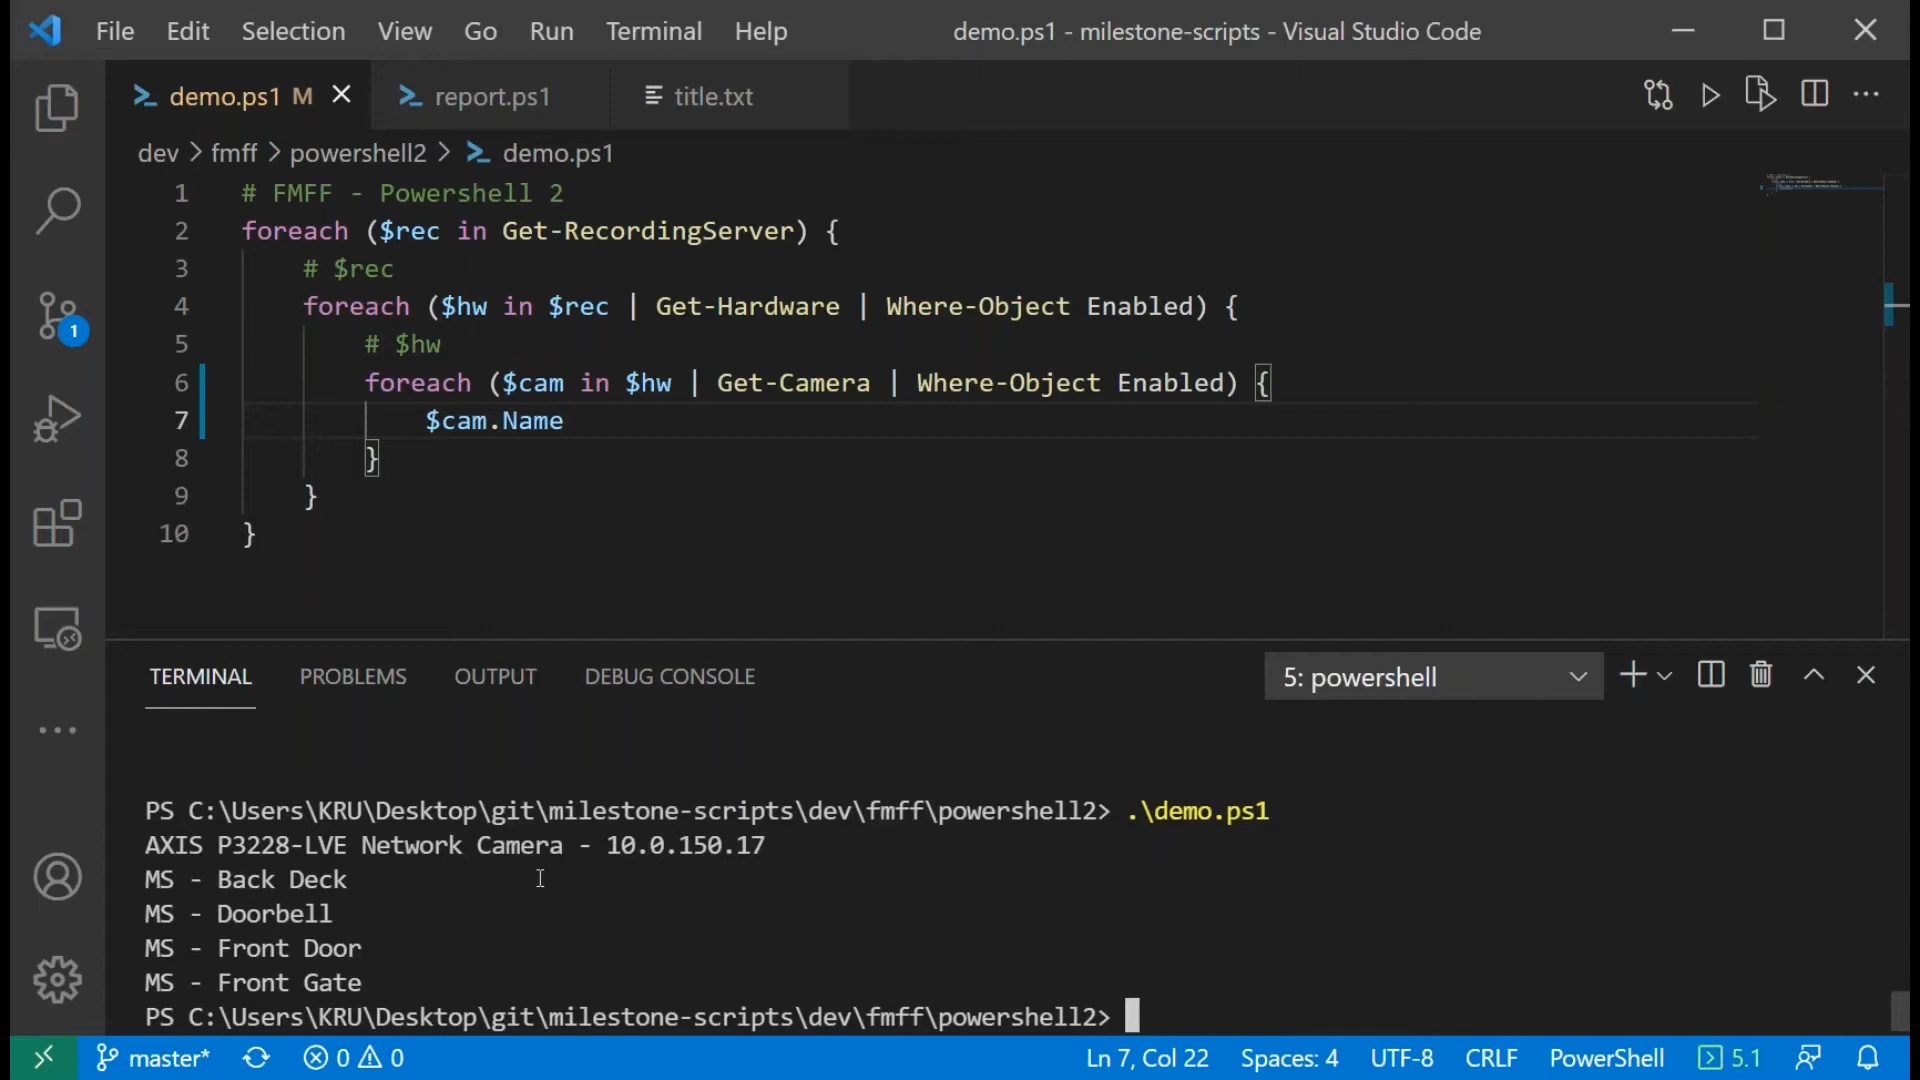 File Edit Selection View Go Run Terminal Help demo.ps1 - milestone-scripts - Visual Studio Code
demo.ps1 M report.ps1 title.txt
dev > fmff > powershell2 > demo.ps1
1 # FMFF - Powershell 2
2 foreach ($rec in Get-RecordingServer) {
3 # $rec
4 foreach ($hw in $rec | Get-Hardware | Where-Object Enabled) {
5 # $hw
6 foreach ($cam in $hw | Get-Camera | Where-Object Enabled) {
7 $cam.Name
8 }
9 }
10 }
1
TERMINAL PROBLEMS OUTPUT DEBUG CONSOLE 5: powershell
PS C:\Users\KRU\Desktop\git\milestone-scripts\dev\fmff\powershell2> .\demo.ps1
AXIS P3228-LVE Network Camera - 10.0.150.17
MS - Back Deck
MS - Doorbell
MS - Front Door
MS - Front Gate
PS C:\Users\KRU\Desktop\git\milestone-scripts\dev\fmff\powershell2>
master* 0 0 Ln 7, Col 22 Spaces: 4 UTF-8 CRLF PowerShell 5.1